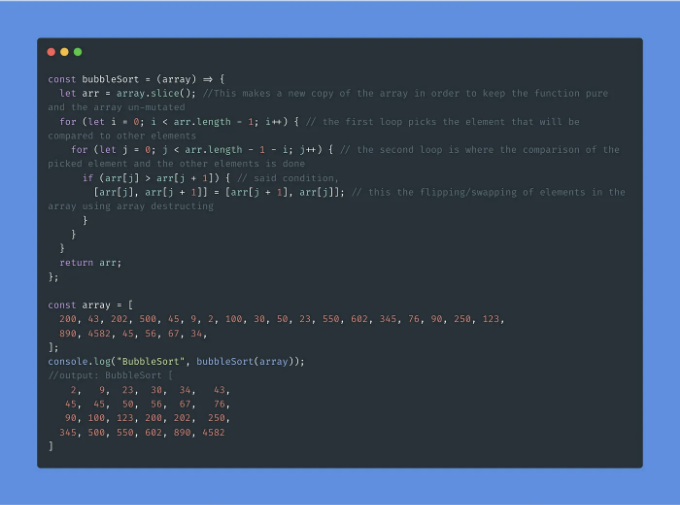 const bubbleSort = (array) => {
  let arr = array.slice(); //This makes a new copy of the array in order to keep the function pure
and the array un-mutated
  for (let i = 0; i < arr.length - 1; i++) { // the first loop picks the element that will be
compared to other elements
    for (let j = 0; j < arr.length - 1 - i; j++) { // the second loop is where the comparison of the
picked element and the other elements is done
      if (arr[j] > arr[j + 1]) { // said condition,
        [arr[j], arr[j + 1]] = [arr[j + 1], arr[j]]; // this the flipping/swapping of elements in the
array using array destructing
      }
    }
  }
  return arr;
};
const array = [
  200, 43, 202, 500, 45, 9, 2, 100, 30, 50, 23, 550, 602, 345, 76, 90, 250, 123,
  890, 4582, 45, 56, 67, 34,
];
console.log("BubbleSort", bubbleSort(array));
//output: BubbleSort [
    2,   9,  23,  30,  34,   43,
   45,  45,  50,  56,  67,   76,
   90, 100, 123, 200, 202,  250,
  345, 500, 550, 602, 890, 4582
]